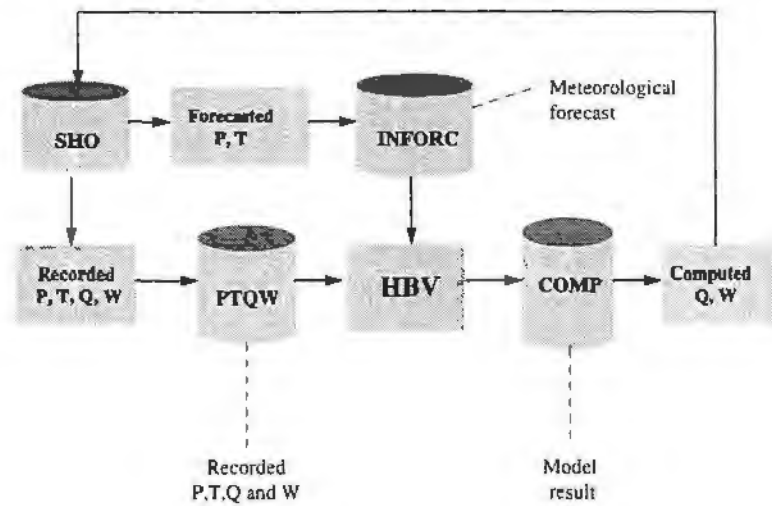 Meteorological
forecast
SHO
Forecarted
P, T
INFORC
Recorded
P, T, Q, W
PTQW
HBV
COMP
Computed
Q, W
Recorded
P,T,Q and W
Model
result